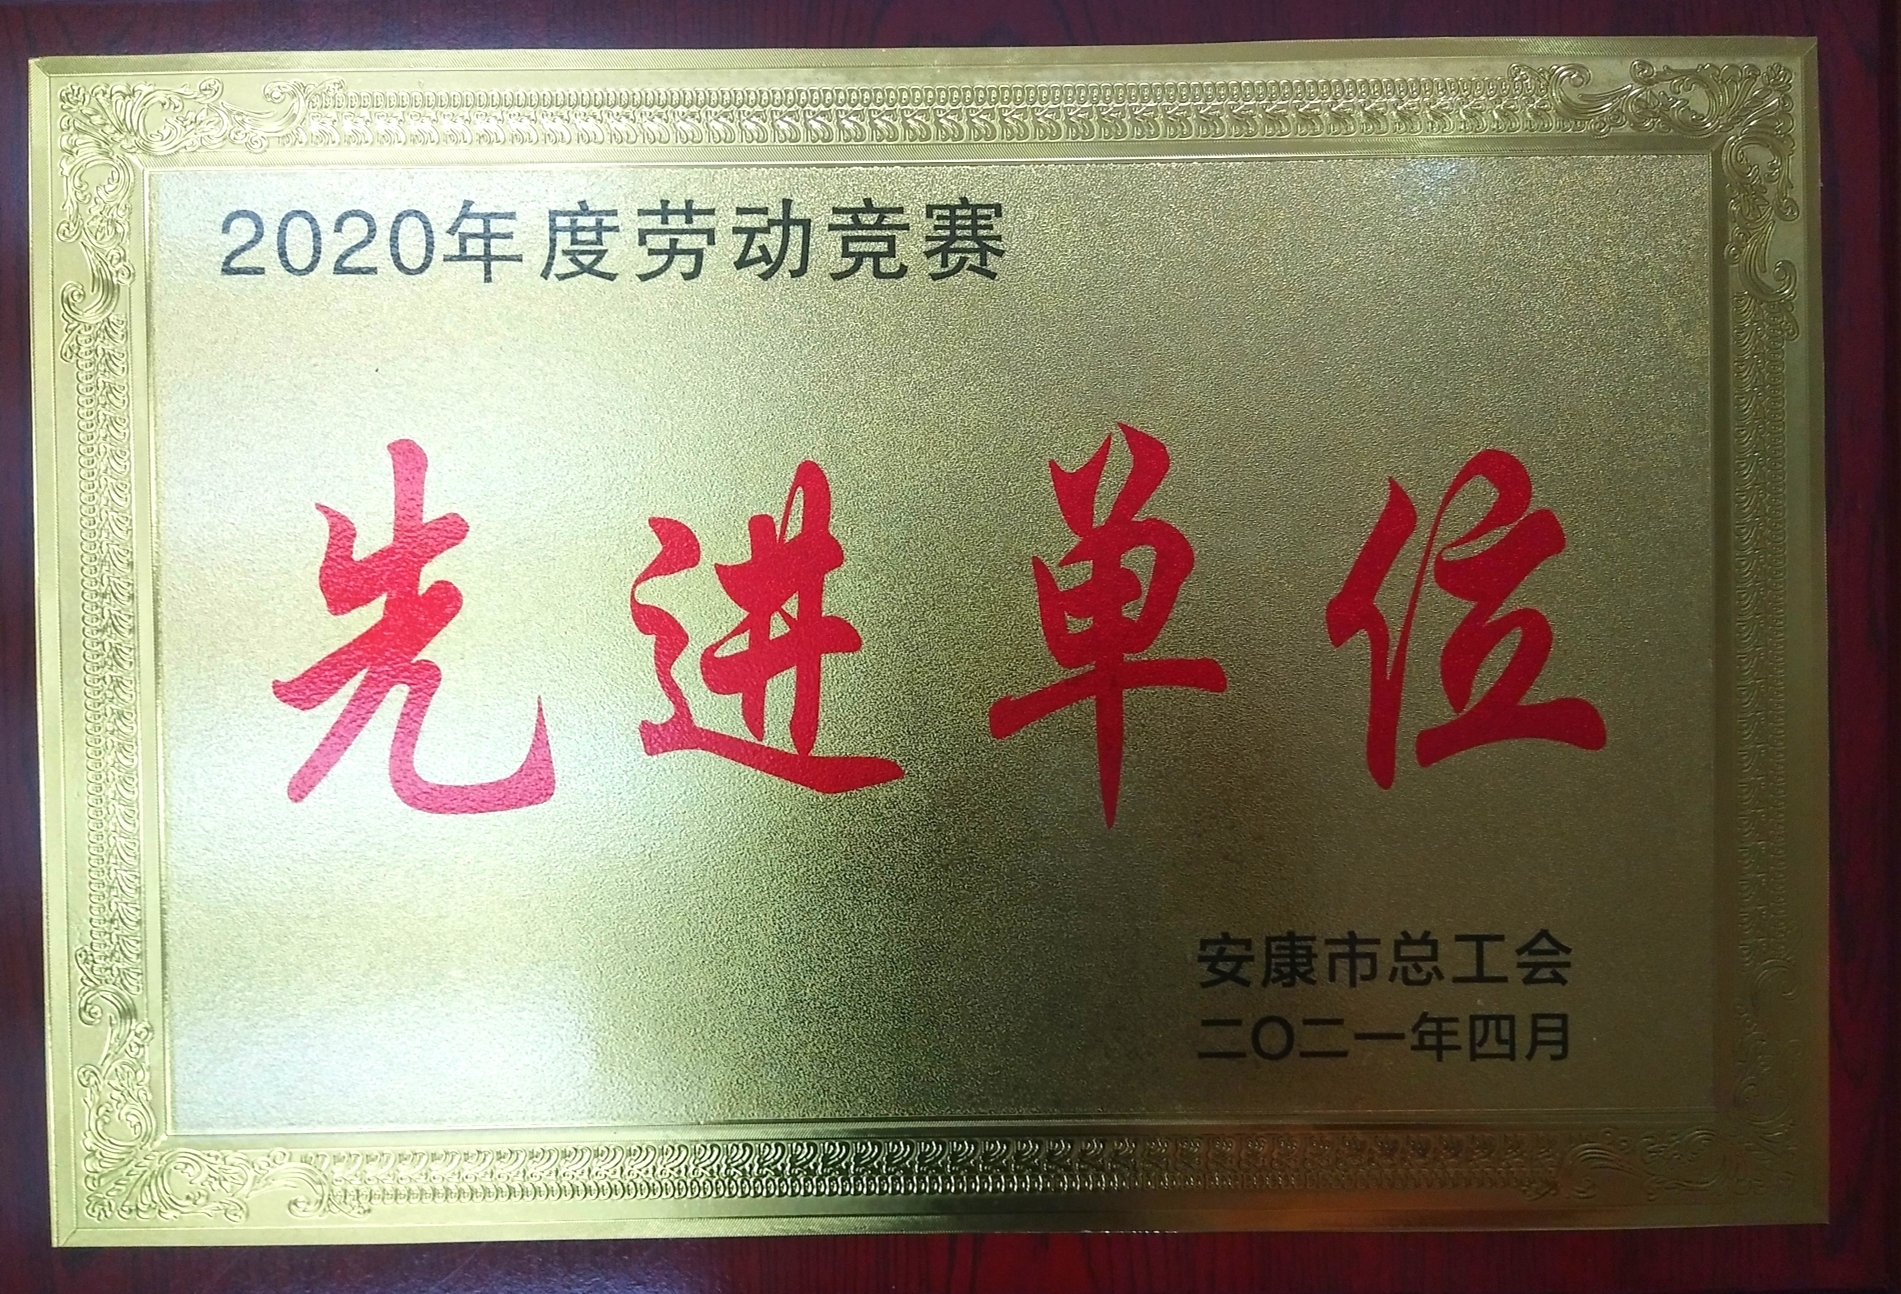 2020年度劳动竞赛
先进单位
安康市总工会
二〇二一年四月